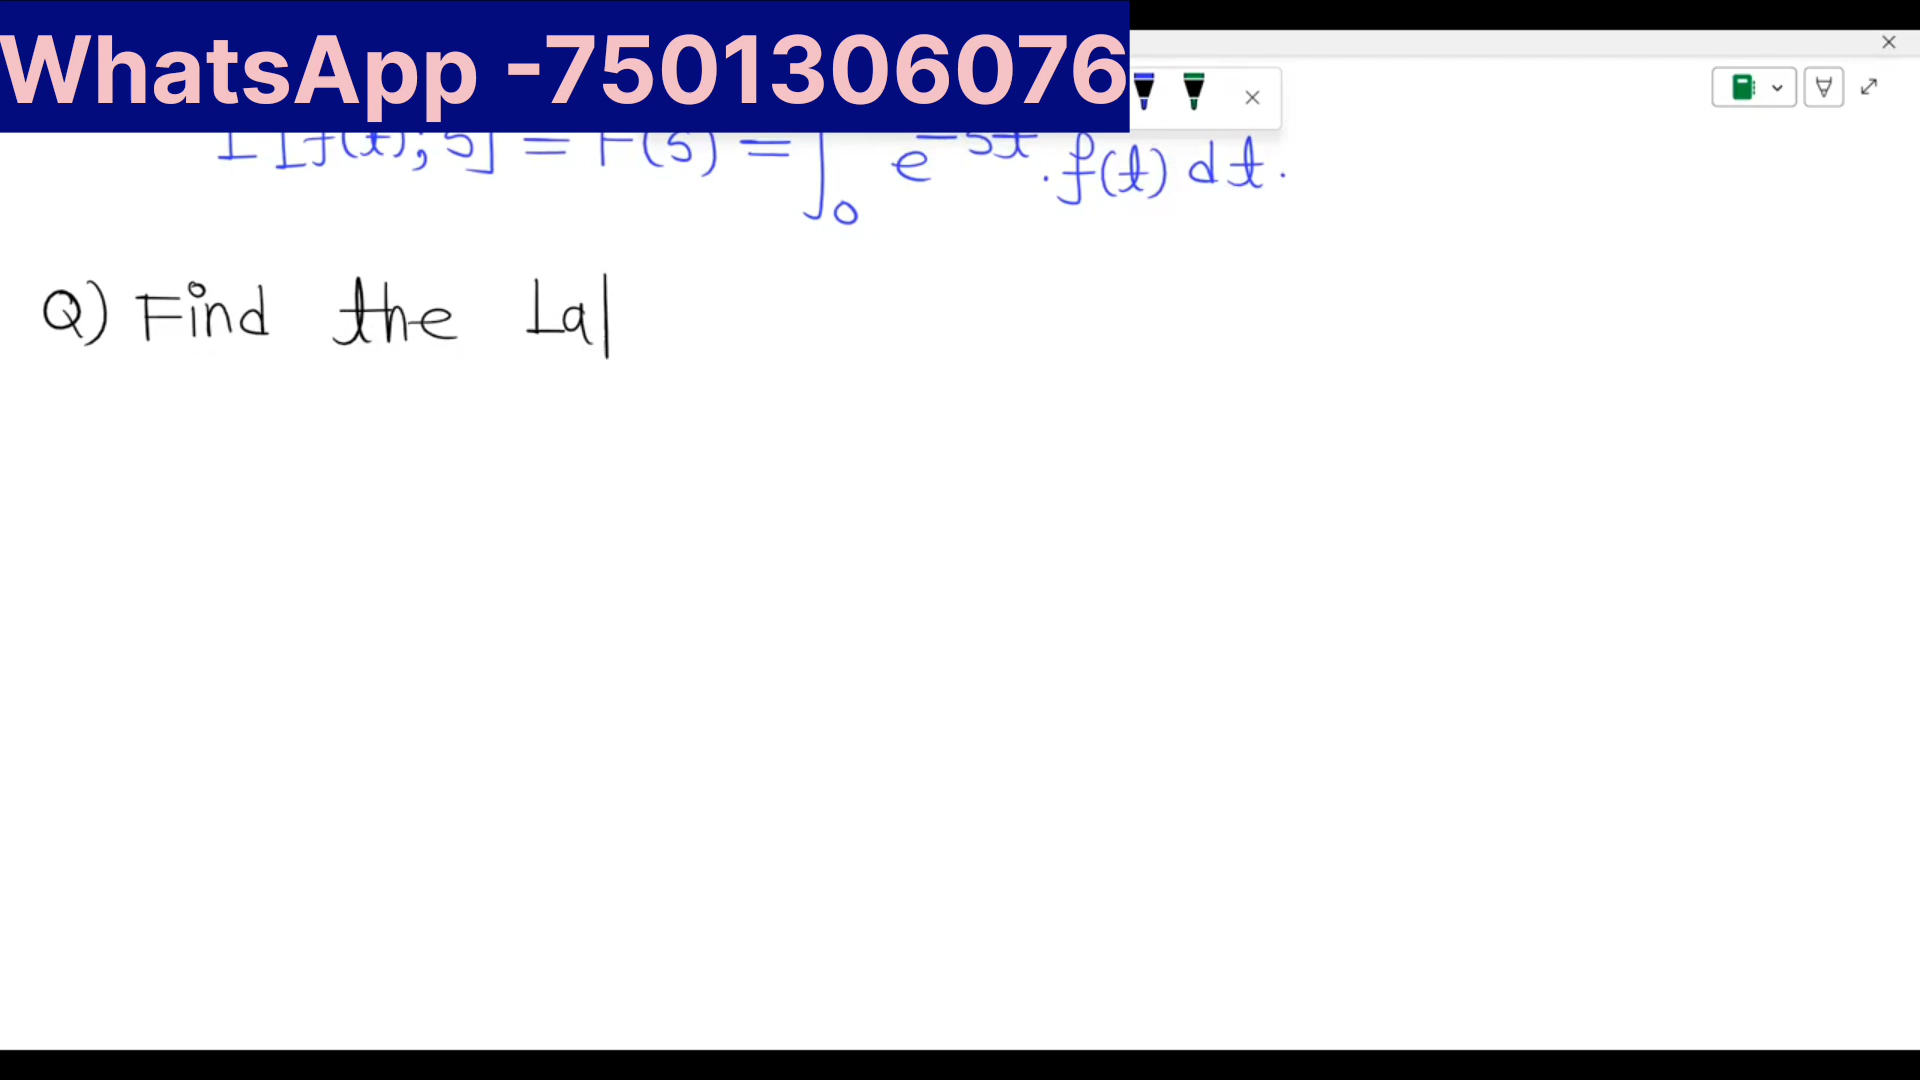 WhatsApp -7501306076
L[f(t); s] = F(s) = ∫₀ e^{-st} . f(t) dt.
Q) Find the La